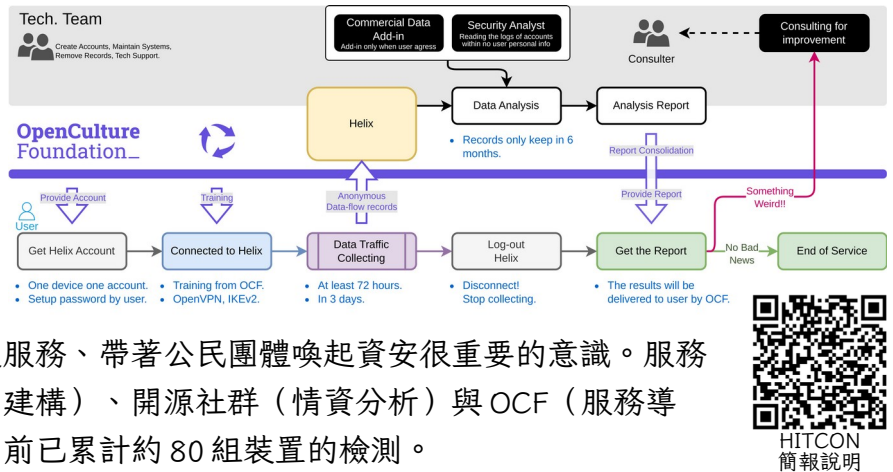 Tech. Team
Create Accounts, Maintain Systems,
Remove Records, Tech Support.
Commercial Data
Add-in
Add-in only when user agress
Security Analyst
Reading the logs of accounts
within no user personal info
Consulter
Consulting for
improvement
Helix
Data Analysis
Analysis Report
• Records only keep in 6
months.
OpenCulture
Foundation_
Report Consolidation
Provide Account
Training
Anonymous
Data-flow records
Provide Report
Something
Weird!!
User
Get Helix Account
Connected to Helix
Data Traffic
Collecting
Log-out
Helix
Get the Report
No Bad
News
End of Service
• One device one account.
• Setup password by user.
• Training from OCF.
• OpenVPN, IKEv2.
• At least 72 hours.
• In 3 days.
• Disconnect!
Stop collecting.
• The results will be
delivered to user by OCF.
服務、帶著公民團體喚起資安很重要的意識。服務
建構）、開源社群（情資分析）與 OCF（服務導
前已累計約 80 組裝置的檢測。
HITCON
簡報說明